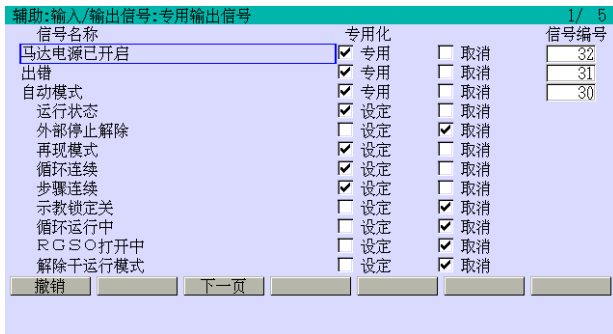 辅助:输入/输出信号:专用输出信号 1/ 5
信号名称 专用化 信号编号
马达电源已开启 专用 取消 32
出错 专用 取消 31
自动模式 专用 取消 30
运行状态 设定 取消
外部停止解除 设定 取消
再现模式 设定 取消
循环连续 设定 取消
步骤连续 设定 取消
示教锁定关 设定 取消
循环运行中 设定 取消
RGSO打开中 设定 取消
解除干运行模式 设定 取消
撤销 下一页